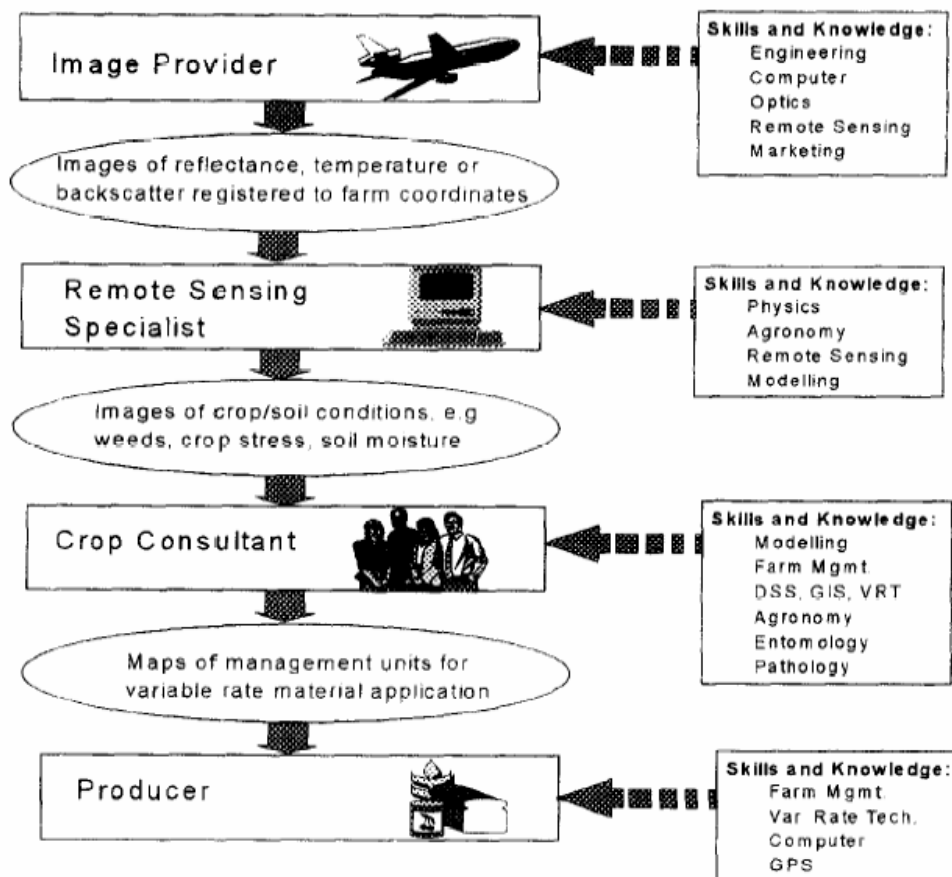 Image Provider
Skills and Knowledge:
Engineering
Computer
Optics
Remote Sensing
Marketing
Images of reflectance, temperature or
backscatter registered to farm coordinates
Remote Sensing
Specialist
Skills and Knowledge:
Physics
Agronomy
Remote Sensing
Modelling
Images of crop/soil conditions, e.g
weeds, crop stress, soil moisture
Crop Consultant
Skills and Knowledge:
Modelling
Farm Mgmt.
DSS, GIS, VRT
Agronomy
Entomology
Pathology
Maps of management units for
variable rate material application
Producer
Skills and Knowledge:
Farm Mgmt.
Var Rate Tech.
Computer
GPS